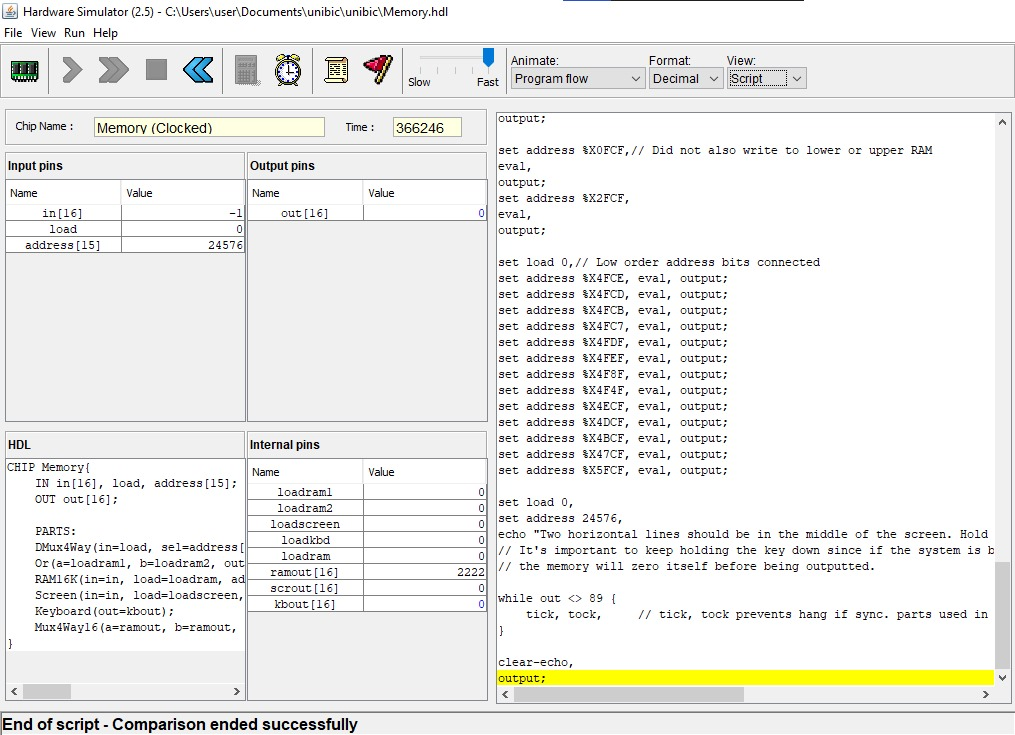 Hardware Simulator (2.5) - C:\Users\user\Documents\unibic\unibic\Memory.hdl
File View Run Help
Slow Fast
Animate: Format: View:
Program flow Decimal Script
Chip Name : Memory (Clocked) Time : 366246
Input pins
Name Value
in[16] -1
load 0
address[15] 24576
Output pins
Name Value
out[16] 0
HDL
CHIP Memory{
IN in[16], load, address[15];
OUT out[16];
PARTS:
DMux4Way(in=load, sel=address[
Or(a=loadram1, b=loadram2, out
RAM16K(in=in, load=loadram, ad
Screen(in=in, load=loadscreen,
Keyboard(out=kbout);
Mux4Way16(a=ramout, b=ramout,
}
Internal pins
Name Value
loadram1 0
loadram2 0
loadscreen 0
loadkbd 0
loadram 0
ramout[16] 2222
scrout[16] 0
kbout[16] 0
output;
set address %X0FCF,// Did not also write to lower or upper RAM
eval,
output;
set address %X2FCF,
eval,
output;
set load 0,// Low order address bits connected
set address %X4FCE, eval, output;
set address %X4FCD, eval, output;
set address %X4FCB, eval, output;
set address %X4FC7, eval, output;
set address %X4FDF, eval, output;
set address %X4FEF, eval, output;
set address %X4F8F, eval, output;
set address %X4F4F, eval, output;
set address %X4ECF, eval, output;
set address %X4DCF, eval, output;
set address %X4BCF, eval, output;
set address %X47CF, eval, output;
set address %X5FCF, eval, output;
set load 0,
set address 24576,
echo "Two horizontal lines should be in the middle of the screen. Hold
// It's important to keep holding the key down since if the system is b
// the memory will zero itself before being outputted.
while out <> 89 {
tick, tock, // tick, tock prevents hang if sync. parts used in
}
clear-echo,
output;
End of script - Comparison ended successfully